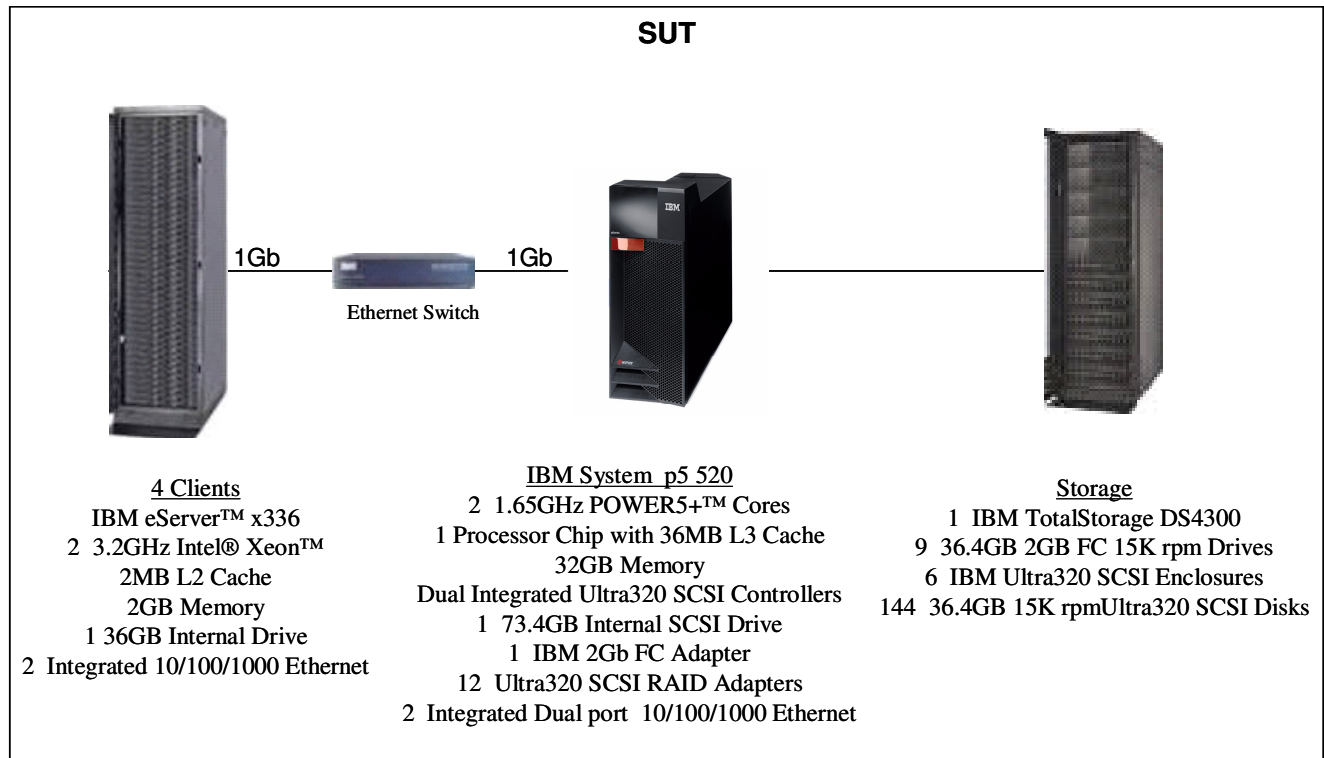 SUT
1Gb
1Gb
IBM
Ethernet Switch
4 Clients
IBM eServer™ x336
2 3.2GHz Intel® Xeon™
2MB L2 Cache
2GB Memory
1 36GB Internal Drive
2 Integrated 10/100/1000 Ethernet
IBM System p5 520
2 1.65GHz POWER5+™ Cores
1 Processor Chip with 36MB L3 Cache
32GB Memory
Dual Integrated Ultra320 SCSI Controllers
1 73.4GB Internal SCSI Drive
1 IBM 2Gb FC Adapter
12 Ultra320 SCSI RAID Adapters
2 Integrated Dual port 10/100/1000 Ethernet
Storage
1 IBM TotalStorage DS4300
9 36.4GB 2GB FC 15K rpm Drives
6 IBM Ultra320 SCSI Enclosures
144 36.4GB 15K rpmUltra320 SCSI Disks